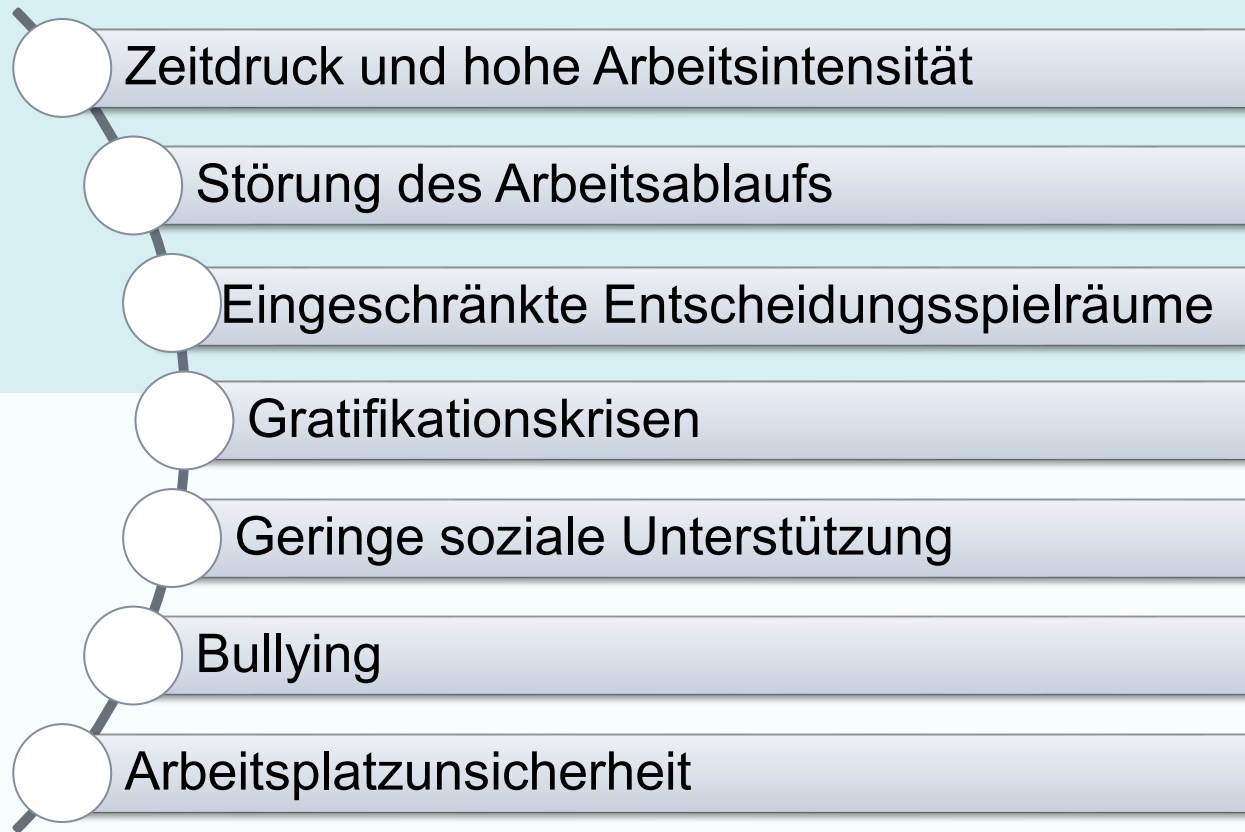 Zeitdruck und hohe Arbeitsintensität
Störung des Arbeitsablaufs
Eingeschränkte Entscheidungsspielräume
Gratifikationskrisen
Geringe soziale Unterstützung
Bullying
Arbeitsplatzunsicherheit